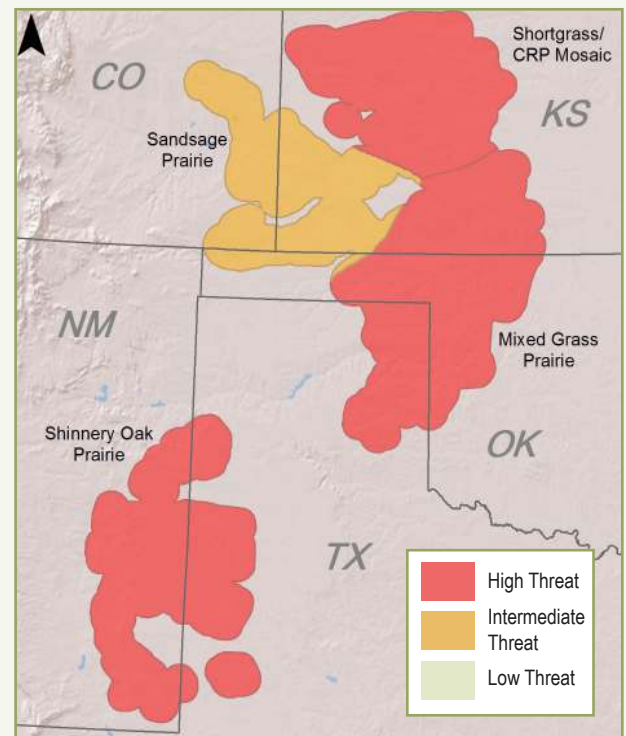 CO
Shortgrass/
CRP Mosaic
KS
Sandsage
Prairie
NM
Mixed Grass
Prairie
Shinnery Oak
Prairie
OK
TX
High Threat
Intermediate
Threat
Low Threat